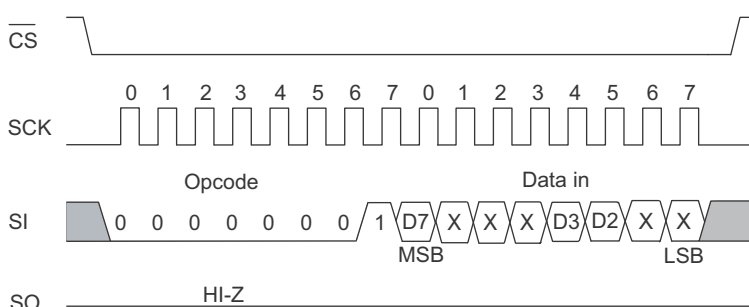 CS
0 1 2 3 4 5 6 7 0 1 2 3 4 5 6 7
SCK
Opcode Data in
SI 0 0 0 0 0 0 0 1 D7 X X X D3 D2 X X
MSB LSB
HI-Z
SO